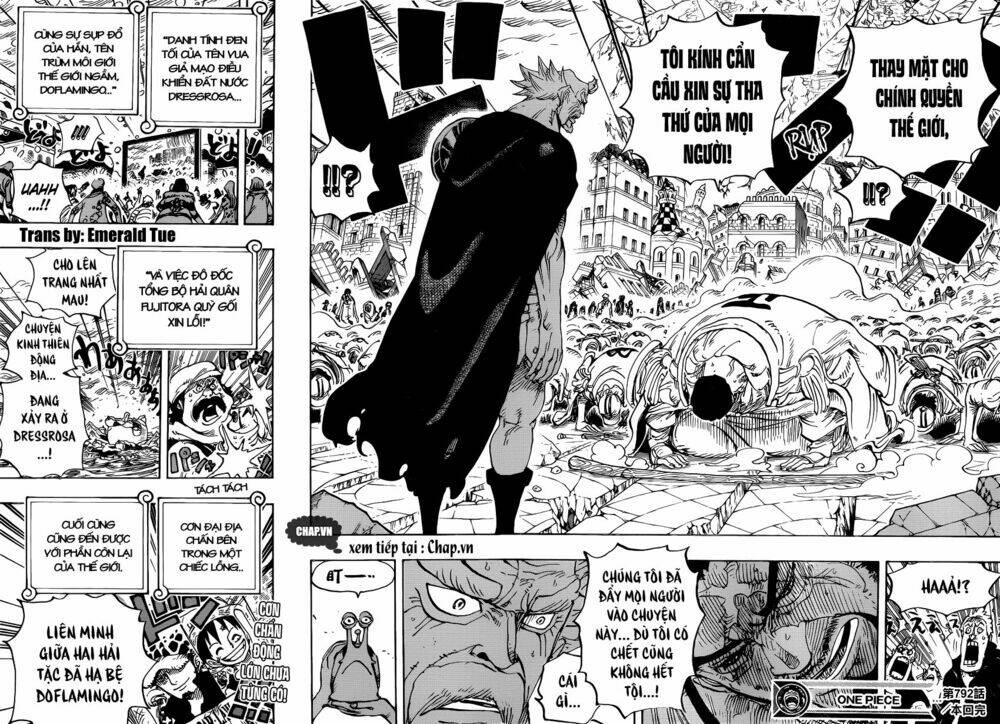 THAY MẶT CHO
CHÍNH QUYỀN
THẾ GIỚI,
RỤP
TÔI KÍNH CẨN
CẦU XIN SỰ THA
THỨ CỦA MỌI
NGƯỜI!
!!?
!!?
HAAẢ!?
CHÚNG TÔI ĐÃ
ĐẨY MỌI NGƯỜI
VÀO CHUYỆN
NÀY... DÙ TÔI CÓ
CHẾT CŨNG
KHÔNG HẾT
TỘI...!
CÁI
GÌ...
CHAP.VN
xem tiếp tại : Chap.vn
ONE PIECE
第792話
／本回完
"DANH TÍNH ĐEN
TỐI CỦA TÊN VUA
GIẢ MẠO ĐIỀU
KHIỂN ĐẤT NƯỚC
DRESSROSA...
CÙNG SỰ SỤP ĐỔ
CỦA HẮN, TÊN
TRÙM MÔI GIỚI
THẾ GIỚI NGẦM,
DOFLAMINGO..."
!!!
UAHH
...!!
Trans by: Emerald Tue
"VÀ VIỆC ĐÔ ĐỐC
TỔNG BỘ HẢI QUÂN
FUJITORA QUỲ GỐI
XIN LỖI!"
CHO LÊN
TRANG NHẤT
MAU!
CHUYỆN
KINH THIÊN
ĐỘNG
ĐỊA...
ĐANG
XẢY RA Ở
DRESSROSA
...!
TÁCH TÁCH
CƠN ĐẠI ĐỊA
CHẤN BÊN
TRONG MỘT
CHIẾC LỒNG...
CUỐI CÙNG
CŨNG ĐẾN ĐƯỢC
VỚI PHẦN CÒN LẠI
CỦA THẾ GIỚI.
CƠN
CHẤN
ĐỘNG
LỚN CHƯA
TỪNG CÓ!
LIÊN MINH
GIỮA HAI HẢI
TẶC ĐÃ HẠ BỆ
DOFLAMINGO!